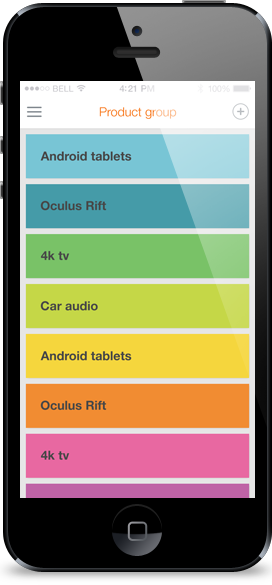 BELL 4:21 PM 100%
Product group
Android tablets
Oculus Rift
4k tv
Car audio
Android tablets
Oculus Rift
4k tv